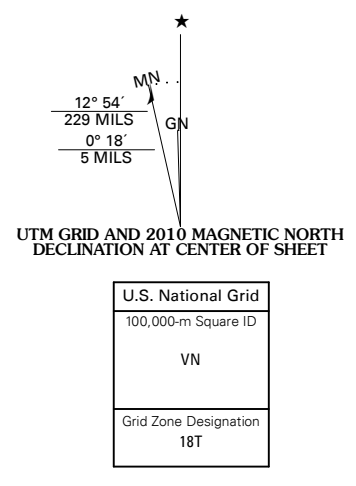 ★
MN
12° 54´
229 MILS
GN
0° 18´
5 MILS
UTM GRID AND 2010 MAGNETIC NORTH
DECLINATION AT CENTER OF SHEET
U.S. National Grid
100,000-m Square ID
VN
Grid Zone Designation
18T